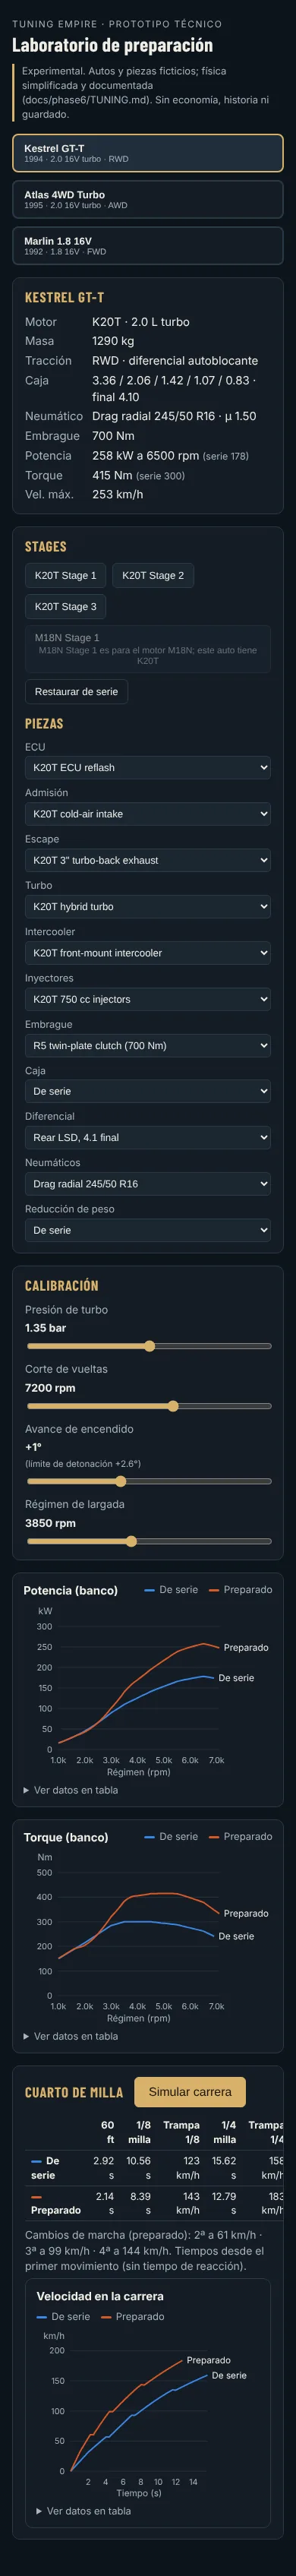 TUNING EMPIRE · PROTOTIPO TÉCNICO
Laboratorio de preparación
Experimental. Autos y piezas ficticios; física
simplificada y documentada
(docs/phase6/TUNING.md). Sin economía, historia ni
guardado.
Kestrel GT-T
1994 · 2.0 16V turbo · RWD
Atlas 4WD Turbo
1995 · 2.0 16V turbo · AWD
Marlin 1.8 16V
1992 · 1.8 16V · FWD
KESTREL GT-T
Motor K20T · 2.0 L turbo
Masa 1290 kg
Tracción RWD · diferencial autoblocante
Caja 3.36 / 2.06 / 1.42 / 1.07 / 0.83 ·
final 4.10
Neumático Drag radial 245/50 R16 · µ 1.50
Embrague 700 Nm
Potencia 258 kW a 6500 rpm (serie 178)
Torque 415 Nm (serie 300)
Vel. máx. 253 km/h
STAGES
K20T Stage 1 K20T Stage 2
K20T Stage 3
M18N Stage 1
M18N Stage 1 es para el motor M18N; este auto tiene
K20T
Restaurar de serie
PIEZAS
ECU
K20T ECU reflash
Admisión
K20T cold-air intake
Escape
K20T 3" turbo-back exhaust
Turbo
K20T hybrid turbo
Intercooler
K20T front-mount intercooler
Inyectores
K20T 750 cc injectors
Embrague
R5 twin-plate clutch (700 Nm)
Caja
De serie
Diferencial
Rear LSD, 4.1 final
Neumáticos
Drag radial 245/50 R16
Reducción de peso
De serie
CALIBRACIÓN
Presión de turbo
1.35 bar
Corte de vueltas
7200 rpm
Avance de encendido
+1°
(límite de detonación +2.6°)
Régimen de largada
3850 rpm
Potencia (banco) De serie Preparado
kW
300
250
200
150
100
50
0
Preparado
De serie
1.0k 2.0k 3.0k 4.0k 5.0k 6.0k 7.0k
Régimen (rpm)
▶ Ver datos en tabla
Torque (banco) De serie Preparado
Nm
500
400
300
200
100
0
Preparado
De serie
1.0k 2.0k 3.0k 4.0k 5.0k 6.0k 7.0k
Régimen (rpm)
▶ Ver datos en tabla
CUARTO DE MILLA Simular carrera
60 1/8 Trampa 1/4 Trampa
ft milla 1/8 milla 1/4
De 2.92 10.56 123 15.62 158
serie s s km/h s km/h
2.14 8.39 143 12.79 183
Preparado s s km/h s km/h
Cambios de marcha (preparado): 2ª a 61 km/h ·
3ª a 99 km/h · 4ª a 144 km/h. Tiempos desde el
primer movimiento (sin tiempo de reacción).
Velocidad en la carrera
De serie Preparado
km/h
200
150
100
50
0
Preparado
De serie
2 4 6 8 10 12 14
Tiempo (s)
▶ Ver datos en tabla